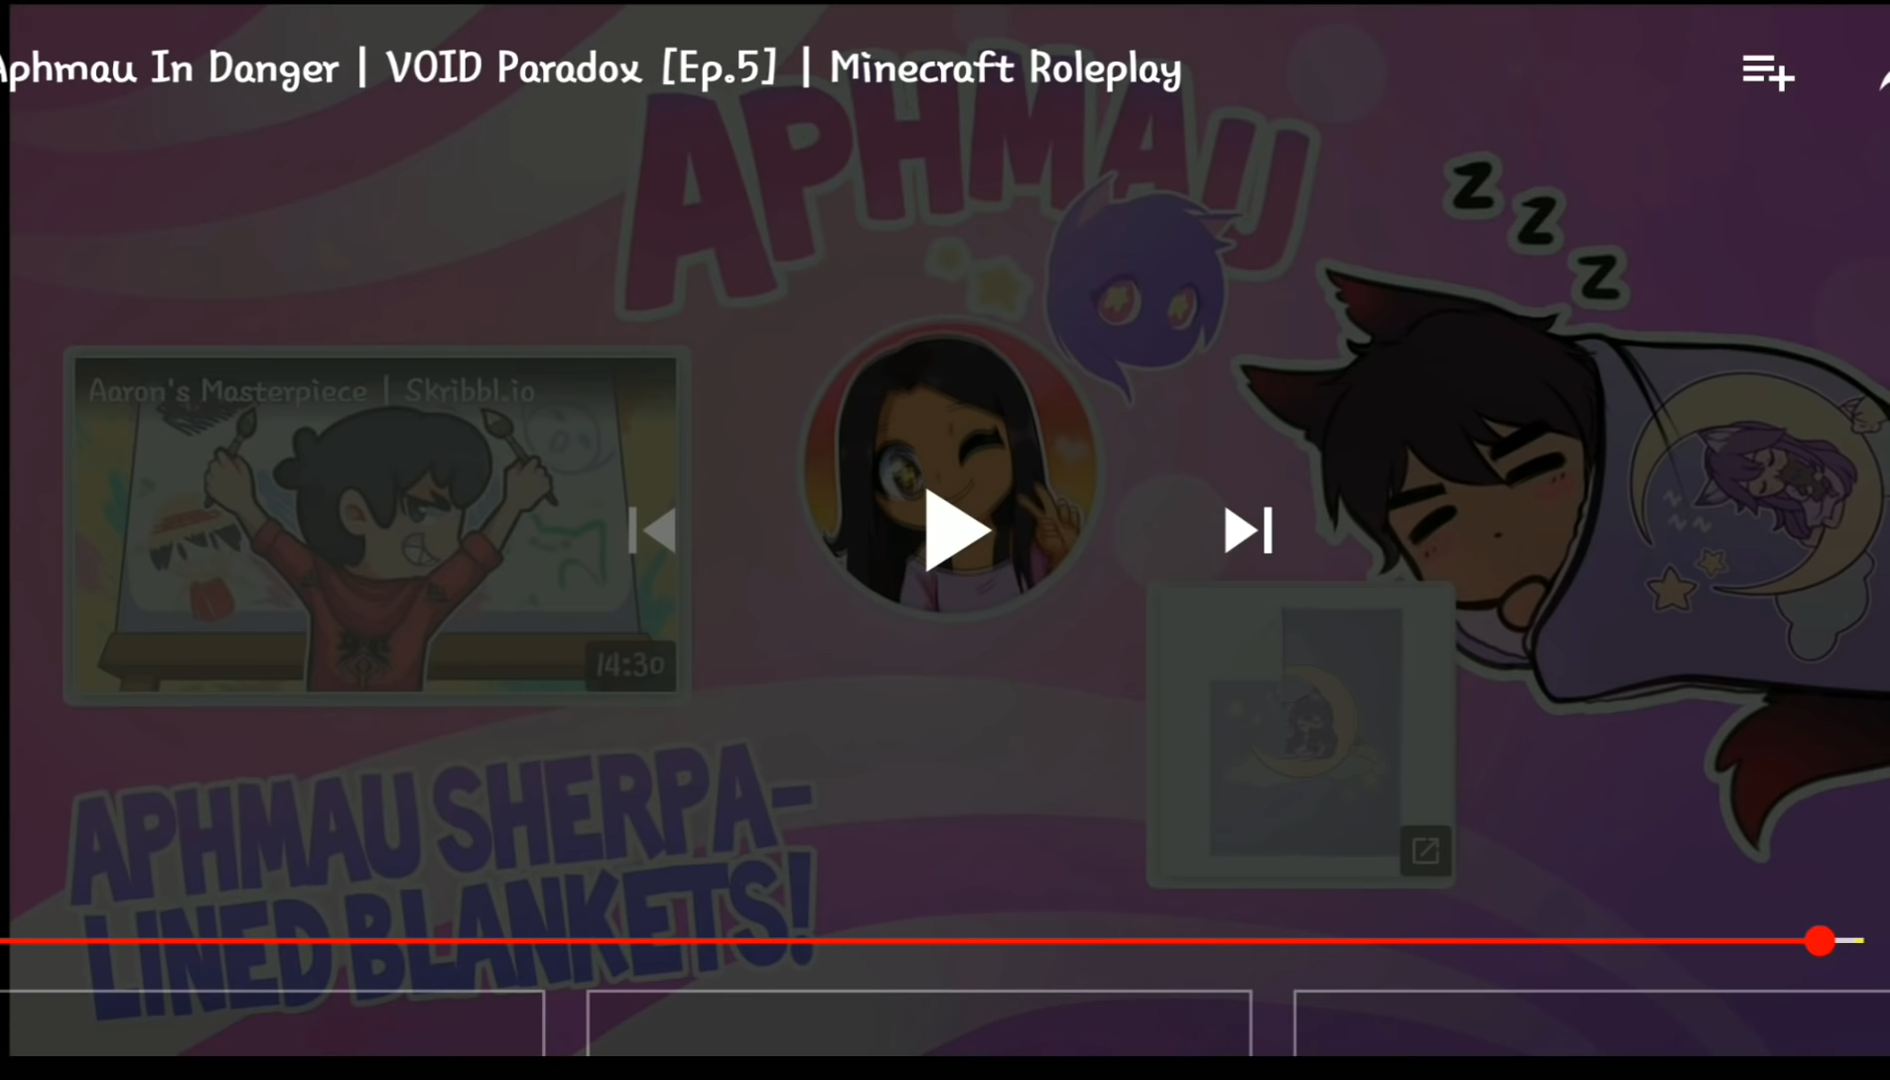 Aphmau In Danger | VOID Paradox [Ep.5] | Minecraft Roleplay
APHMAU
z
z
z
Aaron's Masterpiece | Skribbl.io
14:30
APHMAU SHERPA-
LINED BLANKETS!